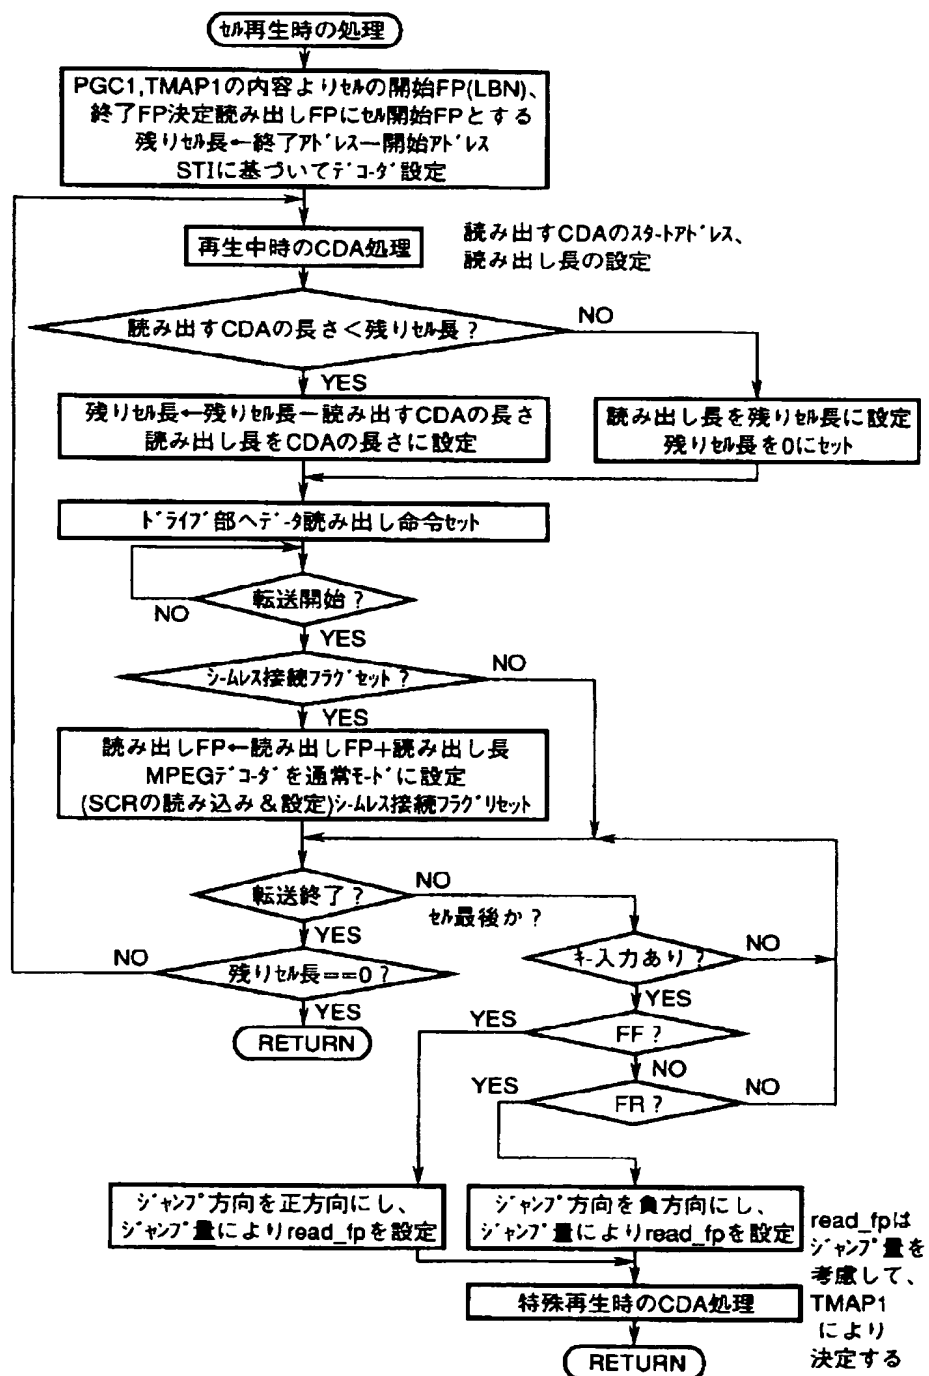 ｾﾙ再生時の処理
PGC1,TMAP1の内容よりｾﾙの開始FP(LBN)、
終了FP決定読み出しFPにｾﾙ開始FPとする
残りｾﾙ長←終了ｱﾄﾞﾚｽー開始ｱﾄﾞﾚｽ
STIに基づいてﾃﾞｺｰﾀﾞ設定
再生中時のCDA処理
読み出すCDAのｽﾀｰﾄｱﾄﾞﾚｽ、
読み出し長の設定
読み出すCDAの長さ<残りｾﾙ長?
NO
YES
残りｾﾙ長←残りｾﾙ長ー読み出すCDAの長さ
読み出し長をCDAの長さに設定
読み出し長を残りｾﾙ長に設定
残りｾﾙ長を0にｾｯﾄ
ﾄﾞﾗｲﾌﾞ部へﾃﾞｰﾀ読み出し命令ｾｯﾄ
転送開始?
NO
YES
ｼｰﾑﾚｽ接続ﾌﾗｸﾞｾｯﾄ?
NO
YES
読み出しFP←読み出しFP+読み出し長
MPEGﾃﾞｺｰﾀﾞを通常ﾓｰﾄﾞに設定
(SCRの読み込み&設定)ｼｰﾑﾚｽ接続ﾌﾗｸﾞﾘｾｯﾄ
転送終了?
NO
ｾﾙ最後か?
YES
NO
残りｾﾙ長==0?
YES
RETURN
ｷｰ入力あり?
NO
YES
YES
FF?
NO
YES
FR?
NO
ｼﾞｬﾝﾌﾟ方向を正方向にし、
ｼﾞｬﾝﾌﾟ量によりread_fpを設定
ｼﾞｬﾝﾌﾟ方向を負方向にし、
ｼﾞｬﾝﾌﾟ量によりread_fpを設定
read_fpは
ｼﾞｬﾝﾌﾟ量を
考慮して、
TMAP1
により
決定する
特殊再生時のCDA処理
RETURN